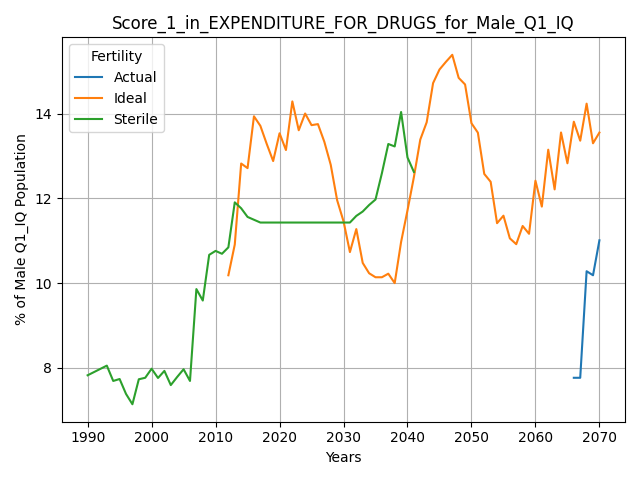 Score_1_in_EXPENDITURE_FOR_DRUGS_for_Male_Q1_IQ
Fertility
Actual
Ideal
Sterile
% of Male Q1_IQ Population
14
12
10
8
1990 2000 2010 2020 2030 2040 2050 2060 2070
Years